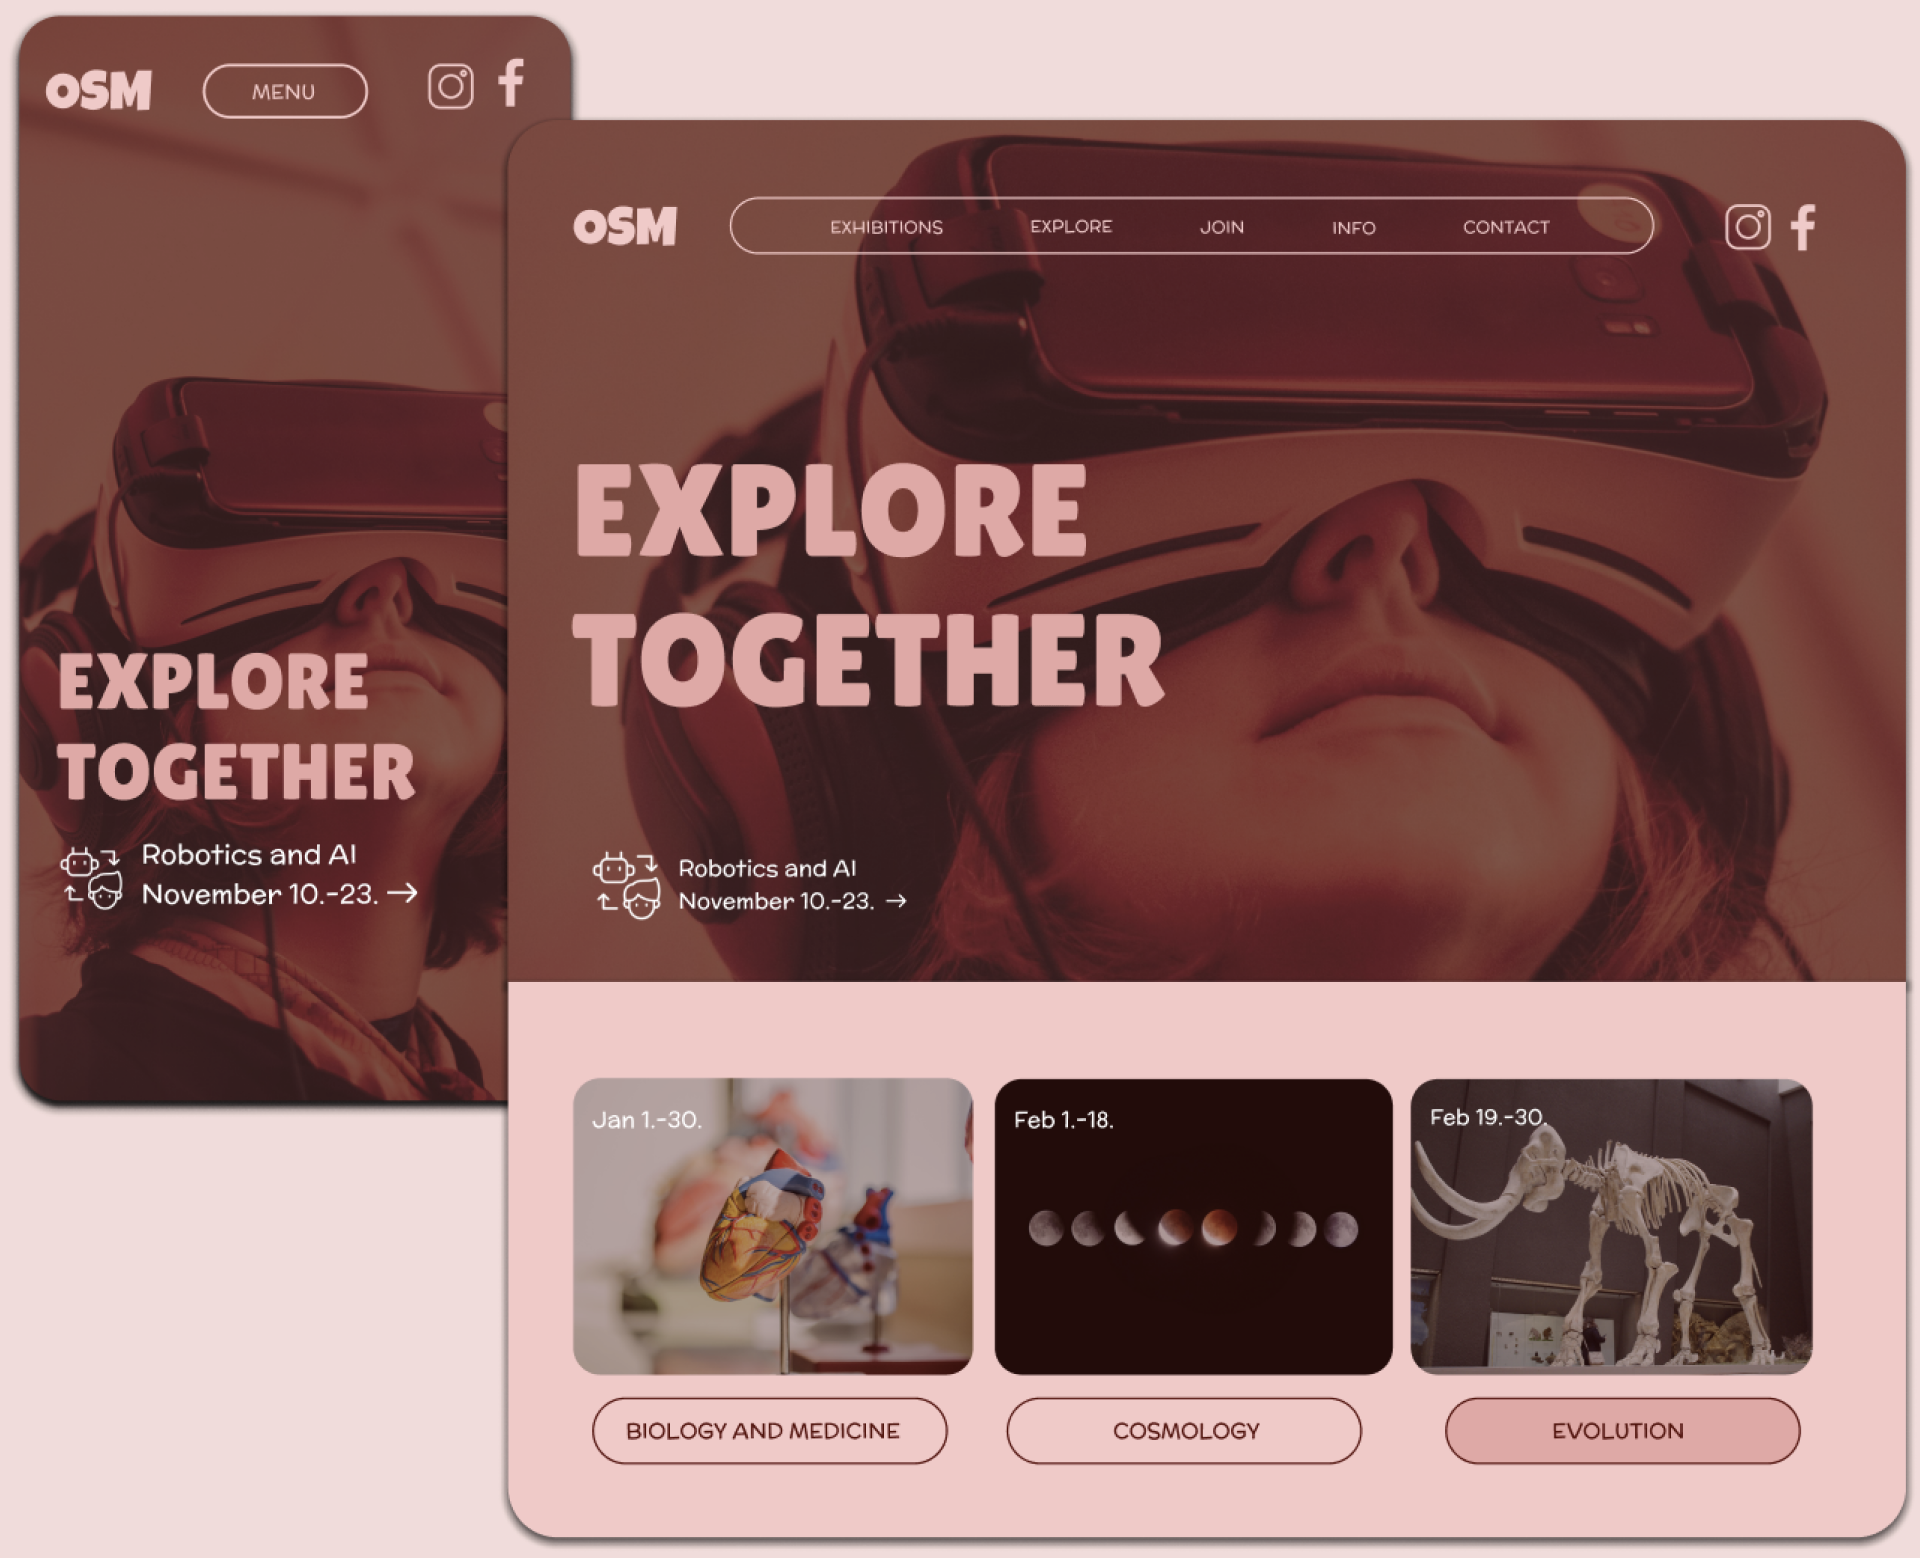 OSM
MENU
EXPLORE
TOGETHER
Robotics and AI
November 10.-23. →
OSM
EXHIBITIONS
EXPLORE
JOIN
INFO
CONTACT
EXPLORE
TOGETHER
Robotics and AI
November 10.-23. →
Jan 1.-30.
Feb 1.-18.
Feb 19.-30.
BIOLOGY AND MEDICINE
COSMOLOGY
EVOLUTION